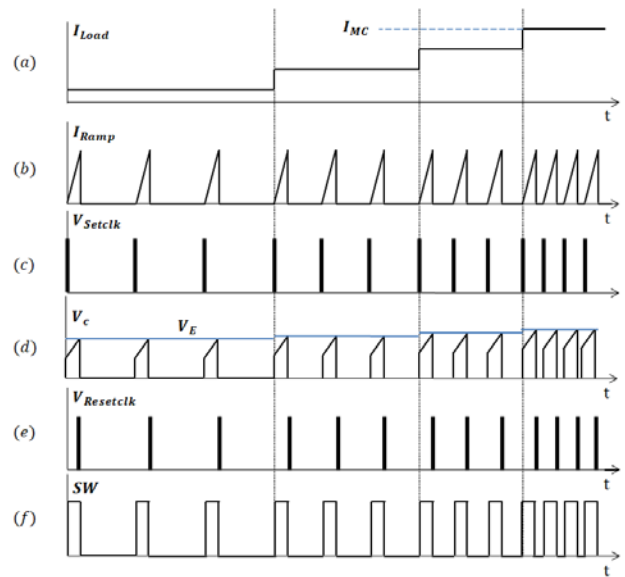 I_Load
I_MC
(a)
t
I_Ramp
(b)
t
V_Setclk
(c)
t
V_c
V_E
(d)
t
V_Resetclk
(e)
t
SW
(f)
t